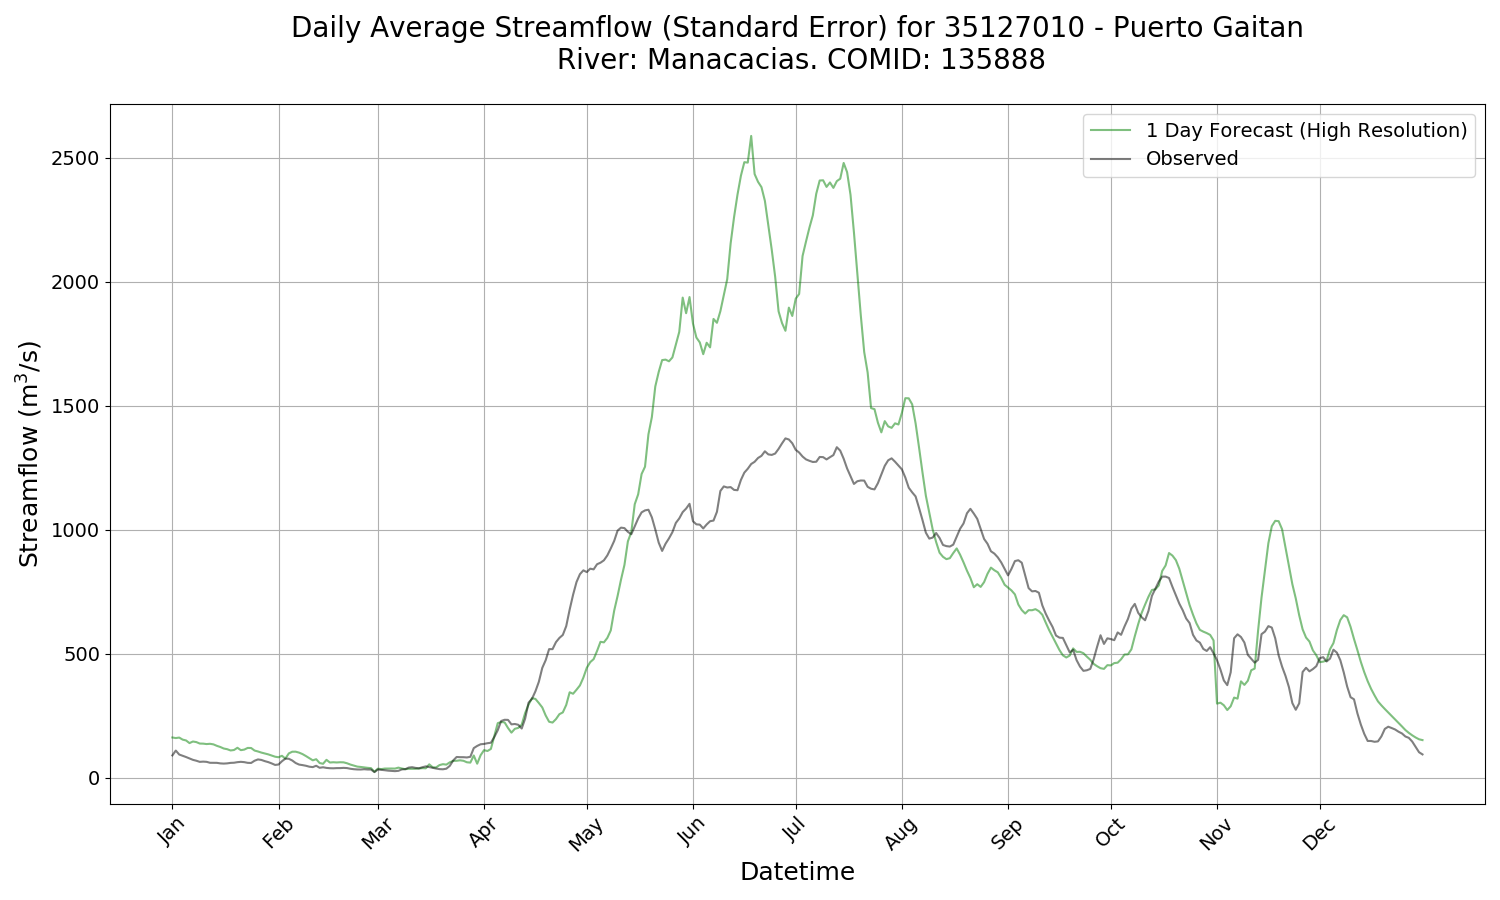 Daily Average Streamflow (Standard Error) for 35127010 - Puerto Gaitan
River: Manacacias. COMID: 135888
1 Day Forecast (High Resolution)
Observed
Streamflow (m³/s)
2500
2000
1500
1000
500
0
Jan Feb Mar Apr May Jun Jul Aug Sep Oct Nov Dec
Datetime